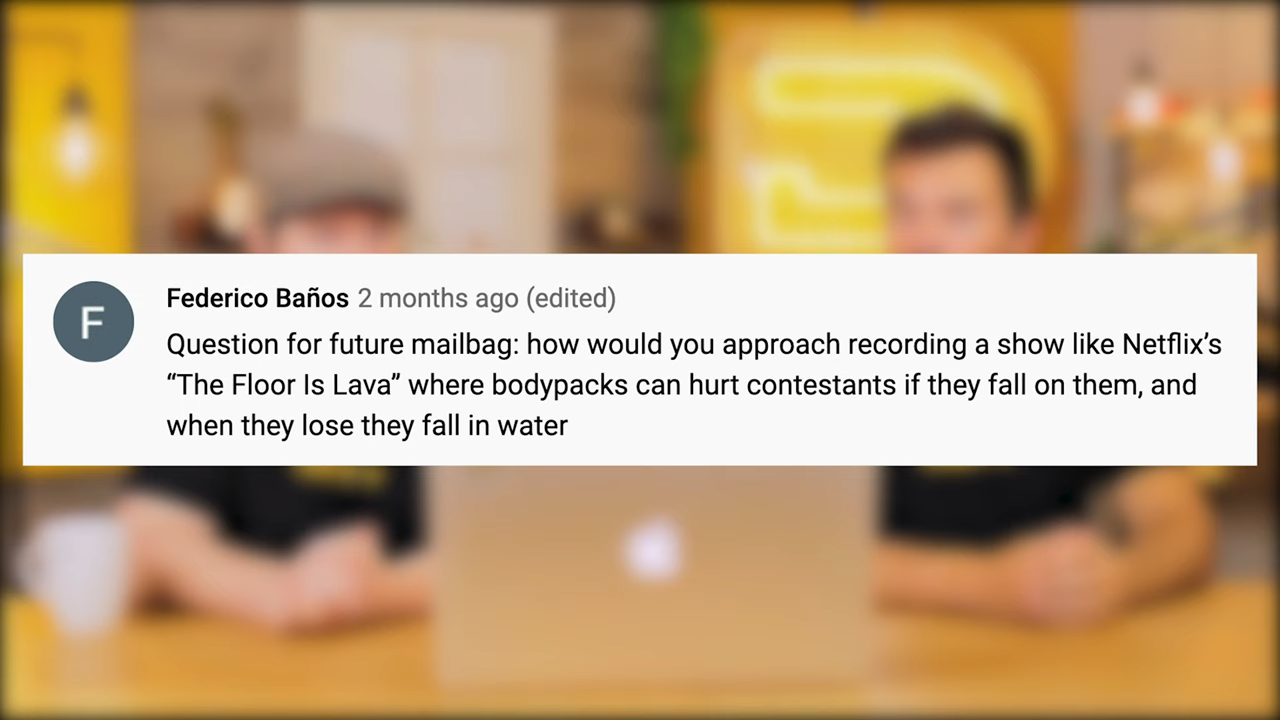 F
Federico Baños 2 months ago (edited)
Question for future mailbag: how would you approach recording a show like Netflix’s
“The Floor Is Lava” where bodypacks can hurt contestants if they fall on them, and
when they lose they fall in water